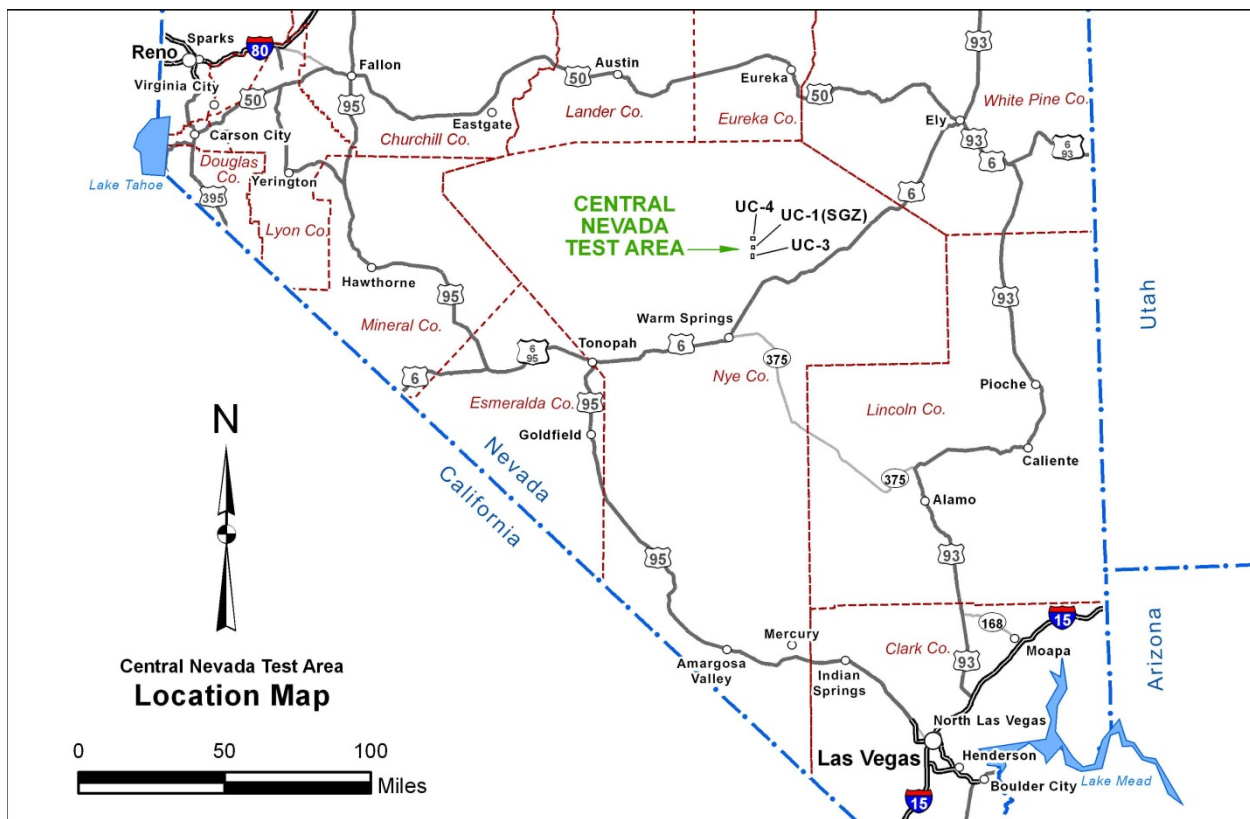 Sparks
Reno
80
Virginia City
Fallon
50
95
Carson City
Lake Tahoe
Douglas
Co.
Yerington
395
Lyon Co.
Churchill Co.
Eastgate
50
Austin
Lander Co.
Eureka
Eureka Co.
50
93
White Pine Co.
Ely
93
6
6
93
6
CENTRAL
NEVADA
TEST AREA
UC-4
UC-1(SGZ)
UC-3
Hawthorne
95
Mineral Co.
6
95
6
Tonopah
6
Warm Springs
375
Nye Co.
93
Utah
Pioche
Lincoln Co.
Caliente
Esmeralda Co.
95
Goldfield
Nevada
California
375
Alamo
93
95
N
Central Nevada Test Area
Location Map
0 50 100
Miles
Mercury
Amargosa
Valley
Indian
Springs
Clark Co.
168
15
Moapa
93
Arizona
North Las Vegas
Las Vegas
Henderson
Boulder City
Lake Mead
15